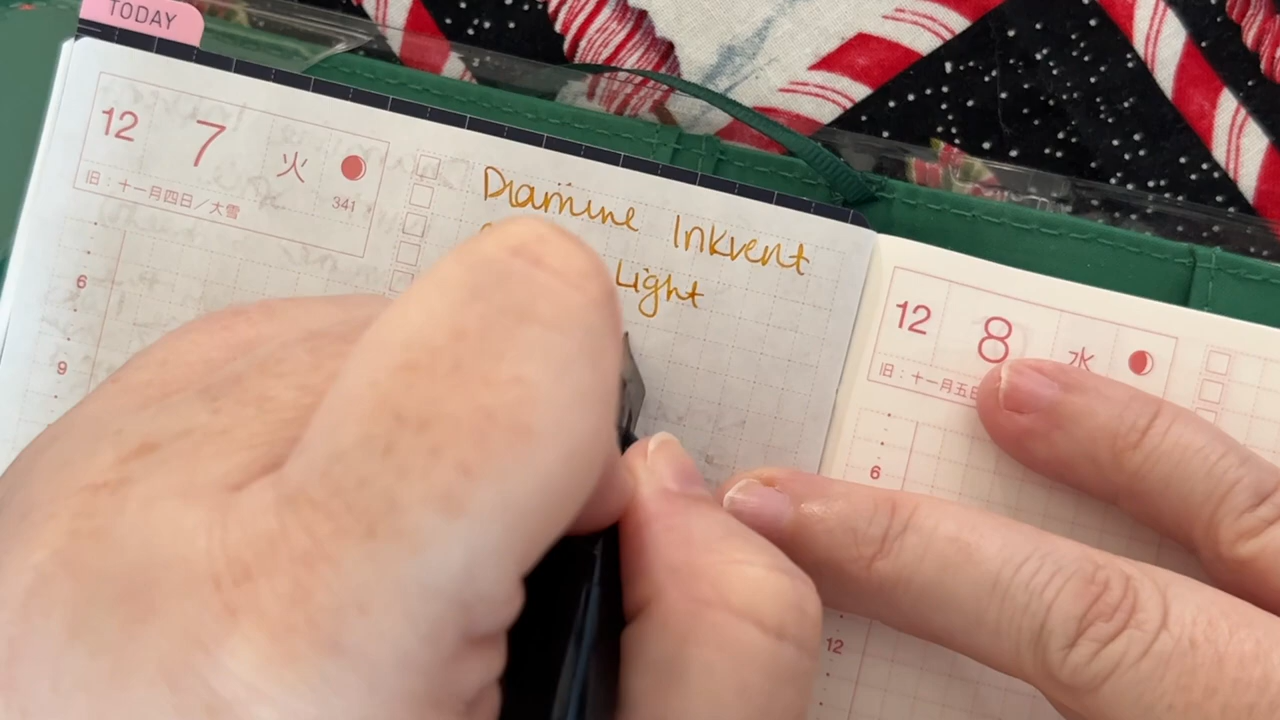 TODAY
12 7 火
341
旧：十一月四日／大雪
Diamine Inkvent
Light
6
9
12 8 水
旧：十一月五日
6
12